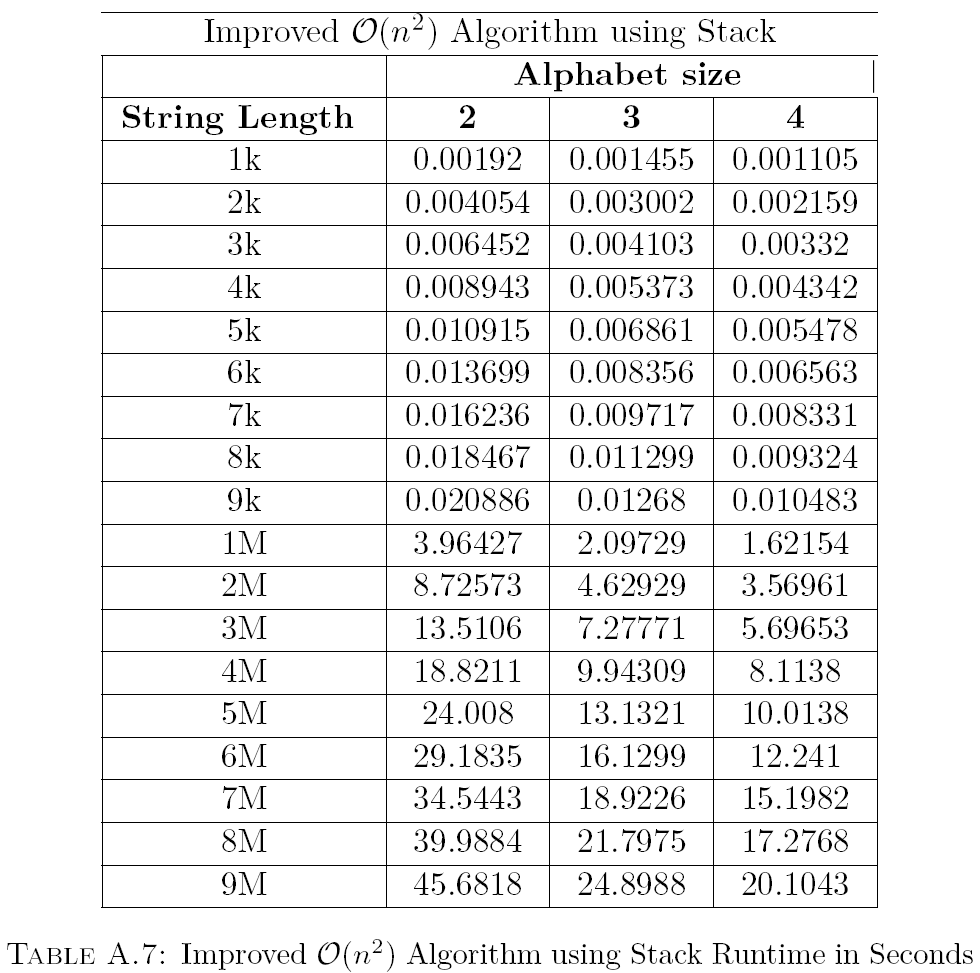 Improved 𝒪(n²) Algorithm using Stack
Alphabet size
String Length 2 3 4
1k 0.00192 0.001455 0.001105
2k 0.004054 0.003002 0.002159
3k 0.006452 0.004103 0.00332
4k 0.008943 0.005373 0.004342
5k 0.010915 0.006861 0.005478
6k 0.013699 0.008356 0.006563
7k 0.016236 0.009717 0.008331
8k 0.018467 0.011299 0.009324
9k 0.020886 0.01268 0.010483
1M 3.96427 2.09729 1.62154
2M 8.72573 4.62929 3.56961
3M 13.5106 7.27771 5.69653
4M 18.8211 9.94309 8.1138
5M 24.008 13.1321 10.0138
6M 29.1835 16.1299 12.241
7M 34.5443 18.9226 15.1982
8M 39.9884 21.7975 17.2768
9M 45.6818 24.8988 20.1043
TABLE A.7: Improved 𝒪(n²) Algorithm using Stack Runtime in Seconds